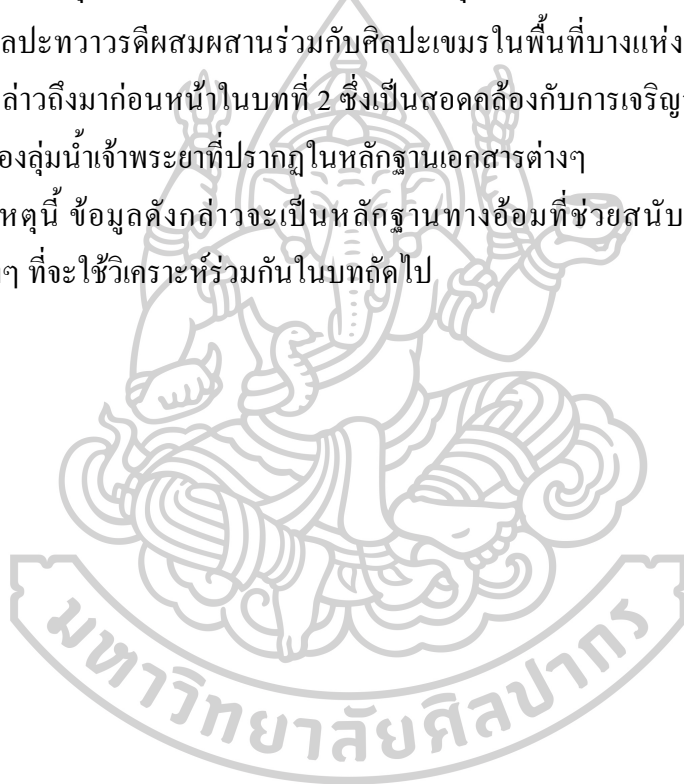 ลปะทวาวรดีผสมผสานร่วมกับศิลปะเขมรในพื้นที่บางแห่ง
ล่าวถึงมาก่อนหน้าในบทที่ 2 ซึ่งเป็นสอดคล้องกับการเจริญ
องลุ่มน้ำเจ้าพระยาที่ปรากฏในหลักฐานเอกสารต่างๆ
หตุนี้ ข้อมูลดังกล่าวจะเป็นหลักฐานทางอ้อมที่ช่วยสนับ
งๆ ที่จะใช้วิเคราะห์ร่วมกันในบทถัดไป
มหาวิทยาลัยศิลปากร